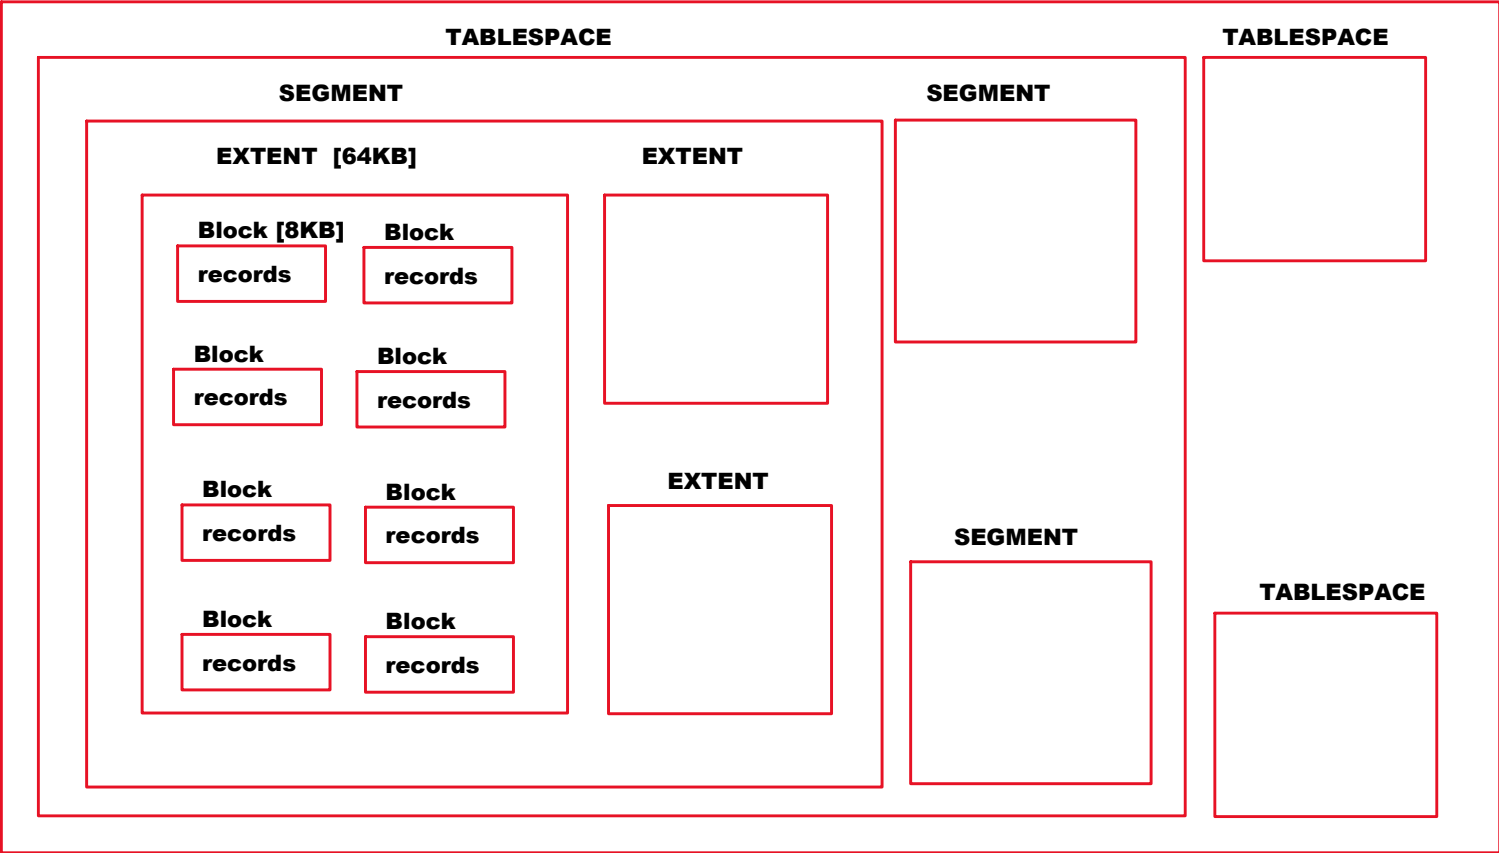 TABLESPACE
TABLESPACE
SEGMENT
SEGMENT
EXTENT [64KB]
EXTENT
Block [8KB]
Block
records
records
Block
Block
records
records
EXTENT
Block
Block
records
records
SEGMENT
TABLESPACE
Block
Block
records
records